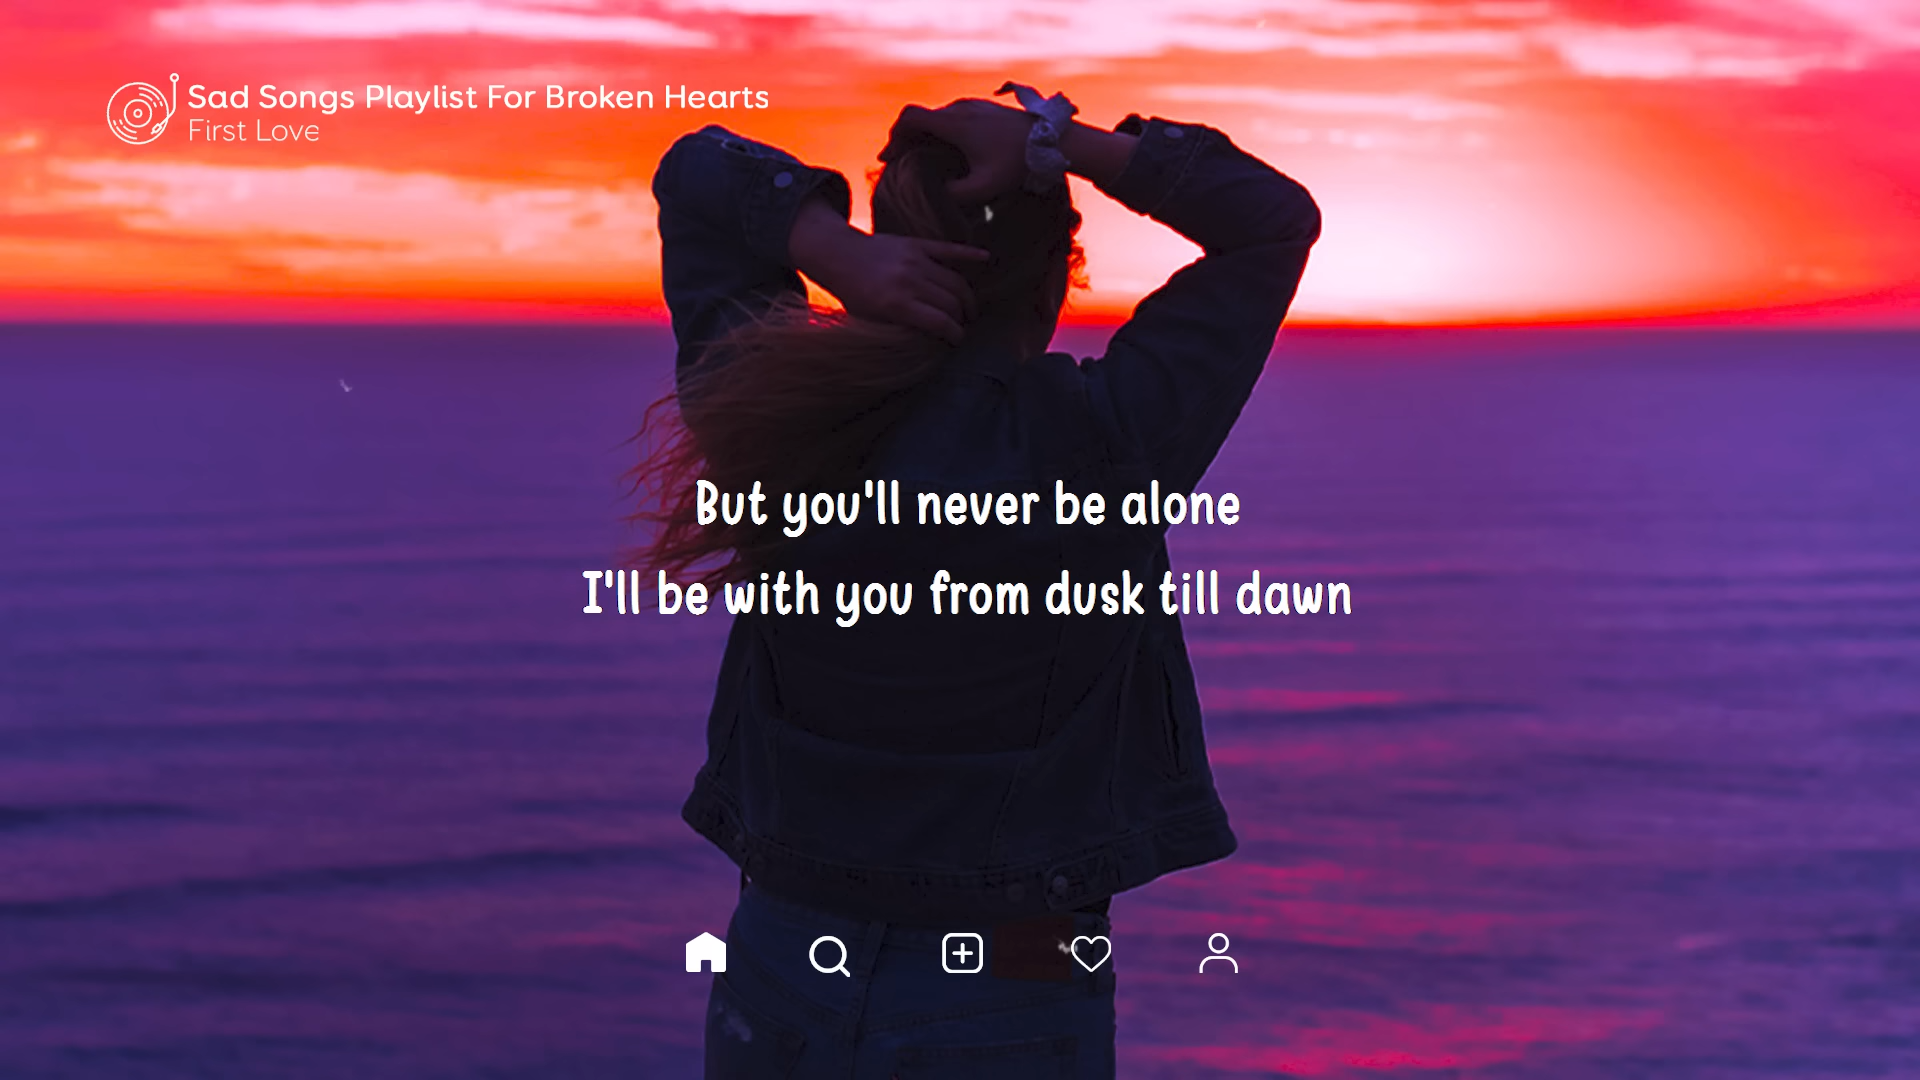 Sad Songs Playlist For Broken Hearts
First Love
But you'll never be alone
I'll be with you from dusk till dawn